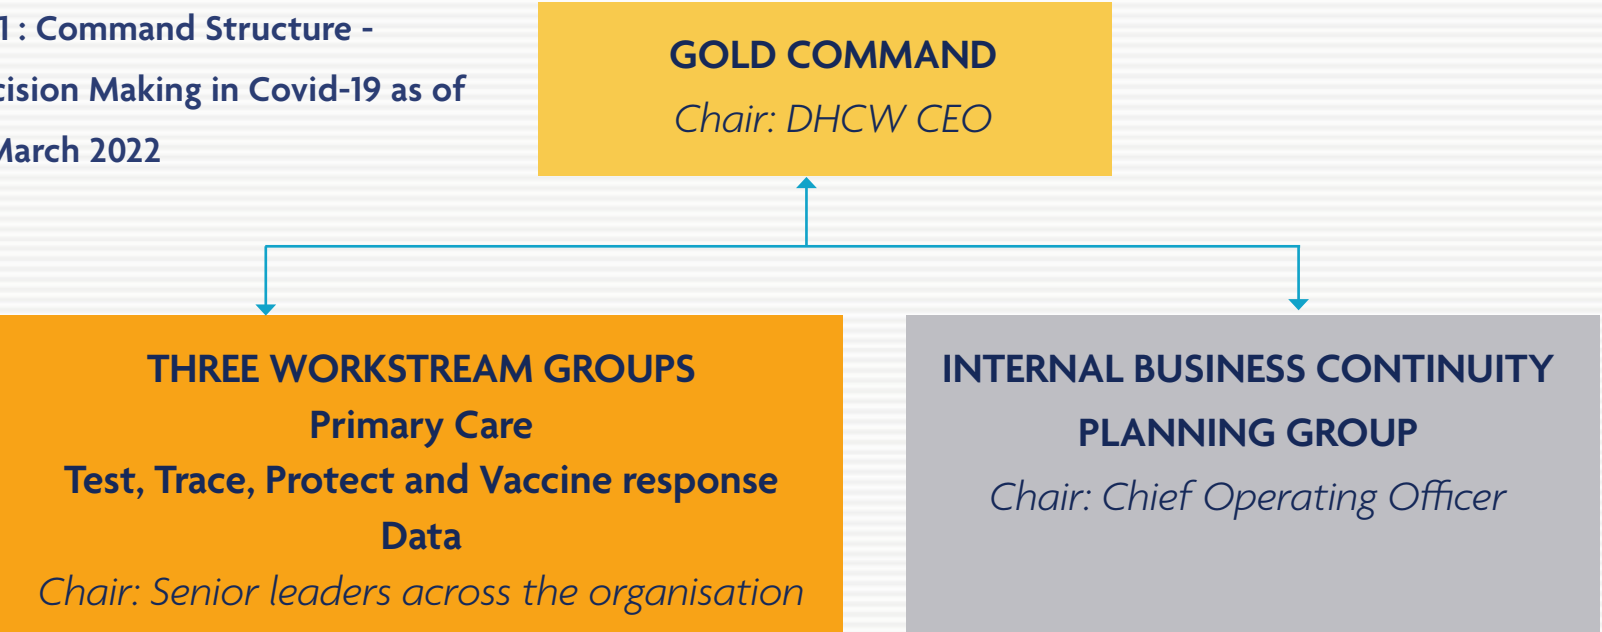 1 : Command Structure -
cision Making in Covid-19 as of
March 2022
GOLD COMMAND
Chair: DHCW CEO
THREE WORKSTREAM GROUPS
Primary Care
Test, Trace, Protect and Vaccine response
Data
Chair: Senior leaders across the organisation
INTERNAL BUSINESS CONTINUITY
PLANNING GROUP
Chair: Chief Operating Officer